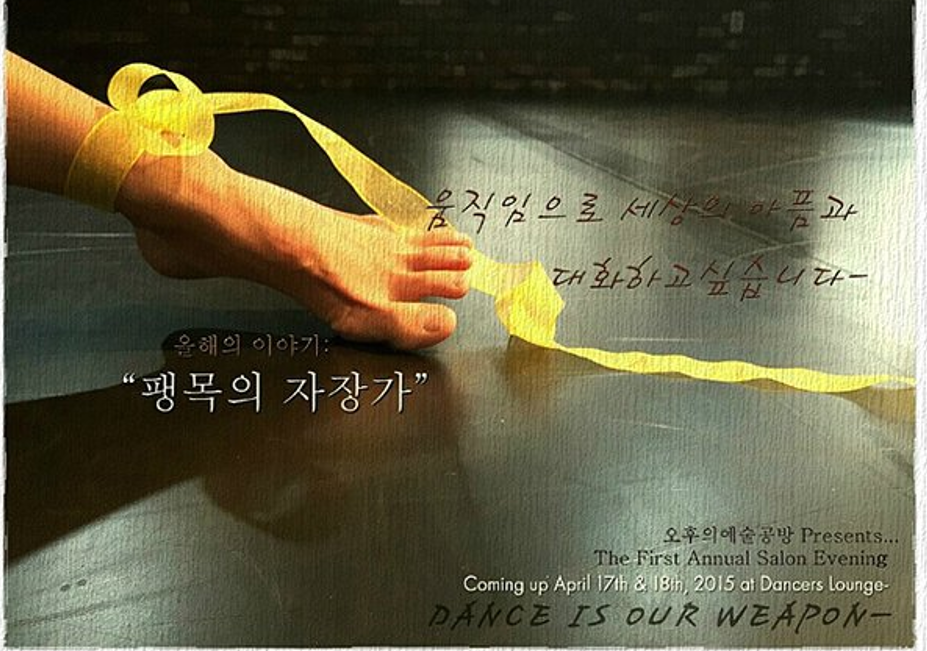 움직임으로 세상의 아픔과
대화하고싶습니다-
올해의 이야기:
“팽목의 자장가”
오후의예술공방 Presents...
The First Annual Salon Evening
Coming up April 17th & 18th, 2015 at Dancers Lounge-
DANCE IS OUR WEAPON-